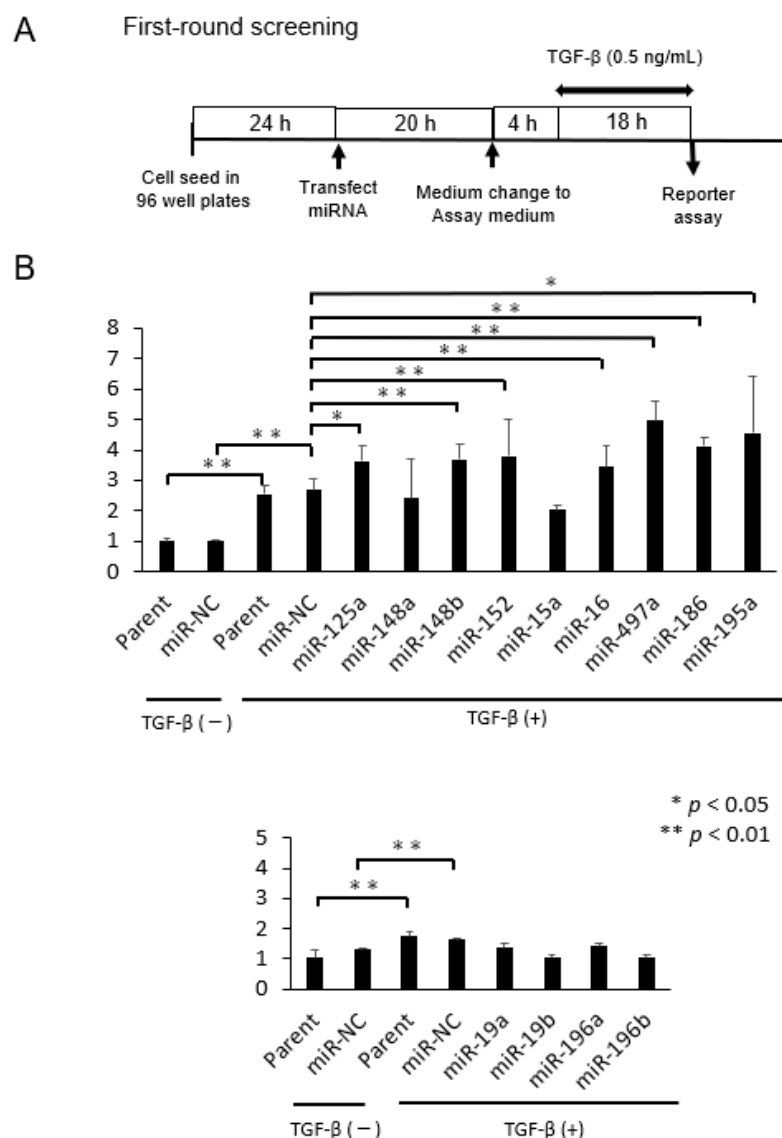 A
First-round screening
TGF-β (0.5 ng/mL)
24 h
20 h
4 h
18 h
Cell seed in
96 well plates
Transfect
miRNA
Medium change to
Assay medium
Reporter
assay
B
*
**
**
**
**
**
*
**
**
8
7
6
5
4
3
2
1
0
Parent
miR-NC
Parent
miR-NC
miR-125a
miR-148a
miR-148b
miR-152
miR-15a
miR-16
miR-497a
miR-186
miR-195a
TGF-β (−)
TGF-β (+)
* p < 0.05
** p < 0.01
**
**
5
4
3
2
1
0
Parent
miR-NC
Parent
miR-NC
miR-19a
miR-19b
miR-196a
miR-196b
TGF-β (−)
TGF-β (+)